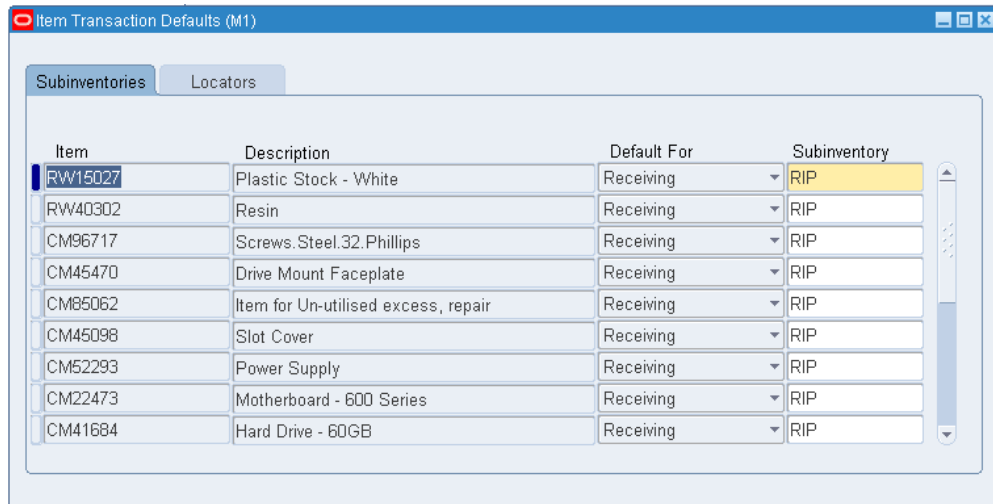 Item Transaction Defaults (M1)
Subinventories Locators
Item Description Default For Subinventory
RW15027 Plastic Stock - White Receiving RIP
RW40302 Resin Receiving RIP
CM96717 Screws.Steel.32.Phillips Receiving RIP
CM45470 Drive Mount Faceplate Receiving RIP
CM85062 Item for Un-utilised excess, repair Receiving RIP
CM45098 Slot Cover Receiving RIP
CM52293 Power Supply Receiving RIP
CM22473 Motherboard - 600 Series Receiving RIP
CM41684 Hard Drive - 60GB Receiving RIP